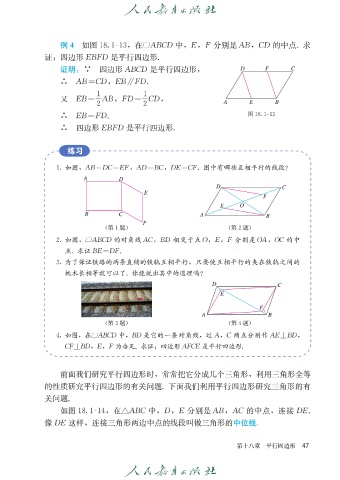 人民教育出版社
例 4 如图 18.1-13，在▱ABCD 中，E，F 分别是 AB，CD 的中点. 求
证：四边形 EBFD 是平行四边形.
证明：∵ 四边形 ABCD 是平行四边形，
∴ AB=CD，EB∥FD.
又 EB=1/2AB，FD=1/2CD，
∴ EB=FD.
∴ 四边形 EBFD 是平行四边形.
D F C
A E B
图 18.1-13
练习
1. 如图，AB=DC=EF，AD=BC，DE=CF. 图中有哪些互相平行的线段？
A D
E
B C
F
（第 1 题）
D C
F
E O
A B
（第 2 题）
2. 如图，▱ABCD 的对角线 AC，BD 相交于点 O，E，F 分别是 OA，OC 的中
点. 求证 BE=DF.
3. 为了保证铁路的两条直铺的铁轨互相平行，只要使互相平行的夹在铁轨之间的
枕木长相等就可以了. 你能说出其中的道理吗？
（第 3 题）
D C
E
F
A B
（第 4 题）
4. 如图，在▱ABCD 中，BD 是它的一条对角线，过 A，C 两点分别作 AE⊥BD，
CF⊥BD，E，F 为垂足. 求证：四边形 AFCE 是平行四边形.
前面我们研究平行四边形时，常常把它分成几个三角形，利用三角形全等
的性质研究平行四边形的有关问题. 下面我们利用平行四边形研究三角形的有
关问题.
如图 18.1-14，在△ABC 中，D，E 分别是 AB，AC 的中点，连接 DE.
像 DE 这样，连接三角形两边中点的线段叫做三角形的中位线.
第十八章 平行四边形 47
人民教育出版社